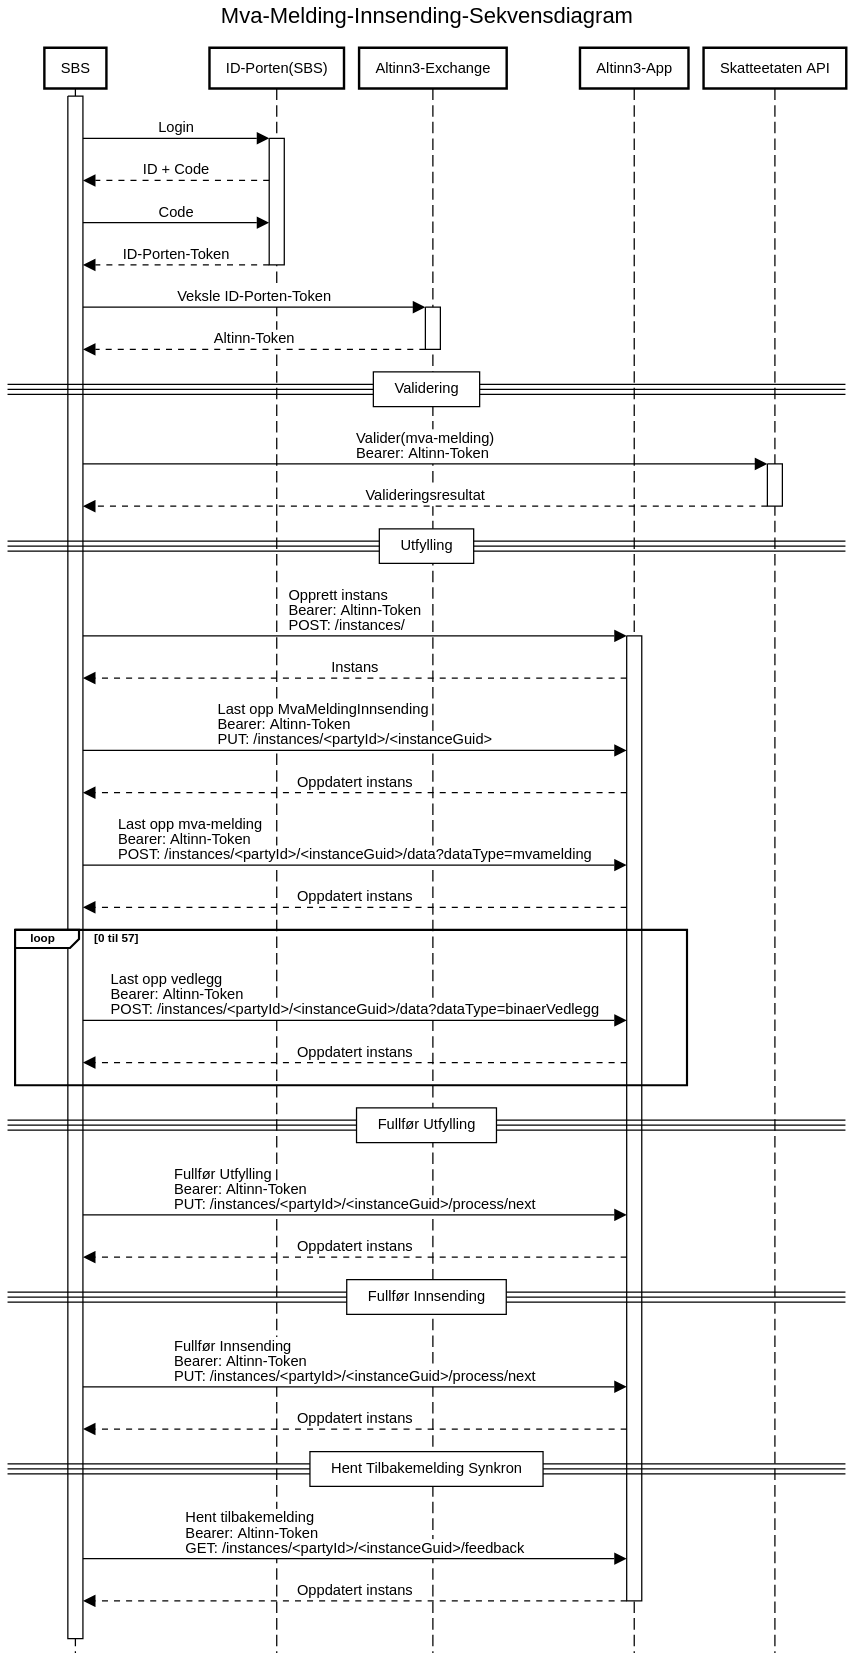 Mva-Melding-Innsending-Sekvensdiagram
SBS
ID-Porten(SBS)
Altinn3-Exchange
Altinn3-App
Skatteetaten API
Login
ID + Code
Code
ID-Porten-Token
Veksle ID-Porten-Token
Altinn-Token
Validering
Valider(mva-melding)
Bearer: Altinn-Token
Valideringsresultat
Utfylling
Opprett instans
Bearer: Altinn-Token
POST: /instances/
Instans
Last opp MvaMeldingInnsending
Bearer: Altinn-Token
PUT: /instances/<partyId>/<instanceGuid>
Oppdatert instans
Last opp mva-melding
Bearer: Altinn-Token
POST: /instances/<partyId>/<instanceGuid>/data?dataType=mvamelding
Oppdatert instans
loop [0 til 57]
Last opp vedlegg
Bearer: Altinn-Token
POST: /instances/<partyId>/<instanceGuid>/data?dataType=binaerVedlegg
Oppdatert instans
Fullfør Utfylling
Fullfør Utfylling
Bearer: Altinn-Token
PUT: /instances/<partyId>/<instanceGuid>/process/next
Oppdatert instans
Fullfør Innsending
Fullfør Innsending
Bearer: Altinn-Token
PUT: /instances/<partyId>/<instanceGuid>/process/next
Oppdatert instans
Hent Tilbakemelding Synkron
Hent tilbakemelding
Bearer: Altinn-Token
GET: /instances/<partyId>/<instanceGuid>/feedback
Oppdatert instans